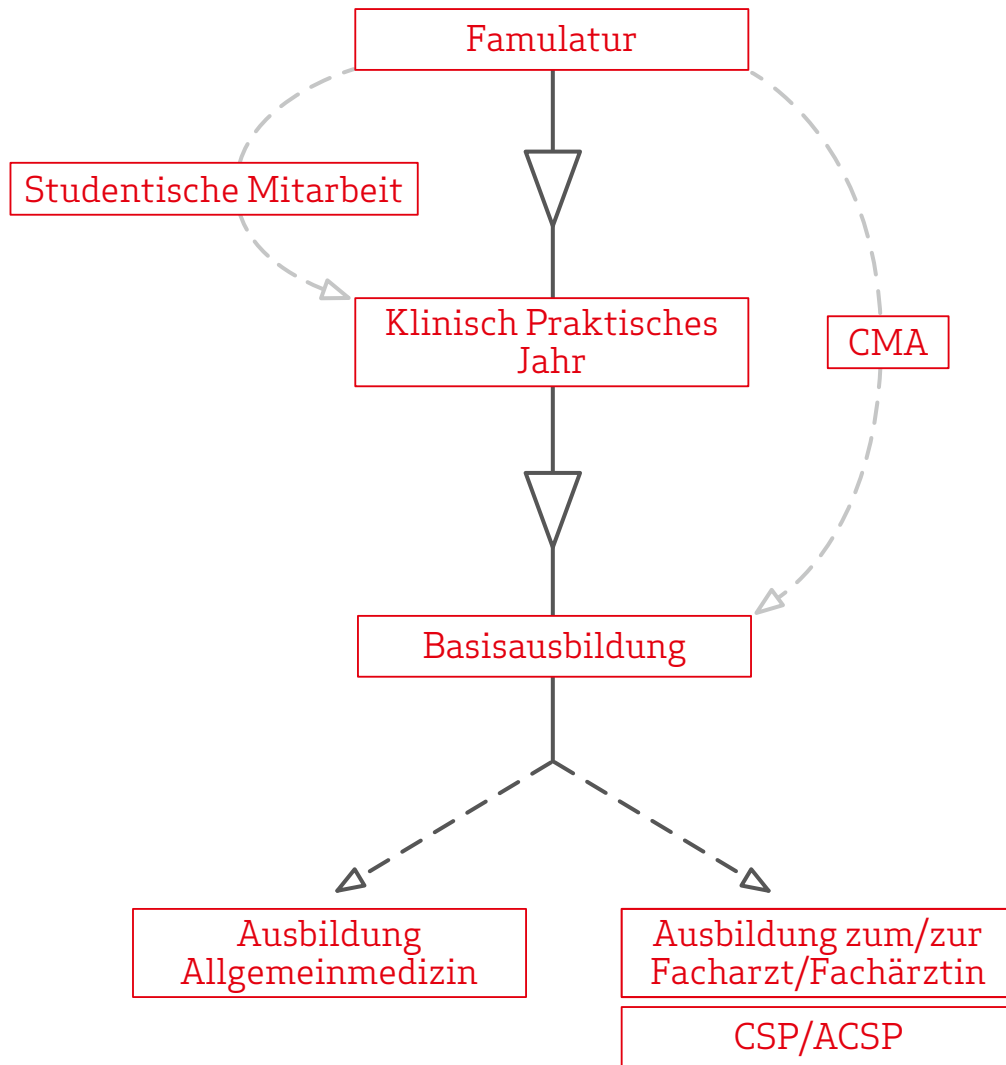 Famulatur
Studentische Mitarbeit
Klinisch Praktisches
Jahr
CMA
Basisausbildung
Ausbildung
Allgemeinmedizin
Ausbildung zum/zur
Facharzt/Fachärztin
CSP/ACSP